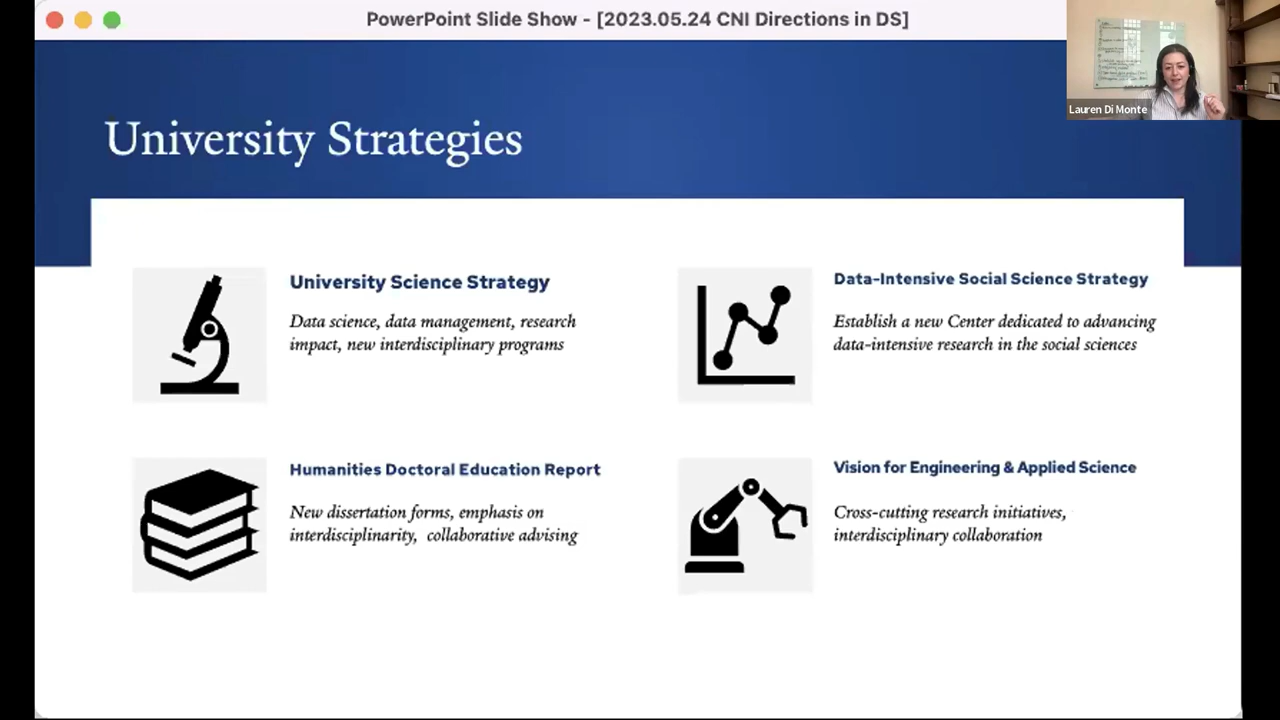 PowerPoint Slide Show - [2023.05.24 CNI Directions in DS]
Lauren Di Monte
University Strategies
University Science Strategy
Data science, data management, research
impact, new interdisciplinary programs
Data-Intensive Social Science Strategy
Establish a new Center dedicated to advancing
data-intensive research in the social sciences
Humanities Doctoral Education Report
New dissertation forms, emphasis on
interdisciplinarity, collaborative advising
Vision for Engineering & Applied Science
Cross-cutting research initiatives,
interdisciplinary collaboration